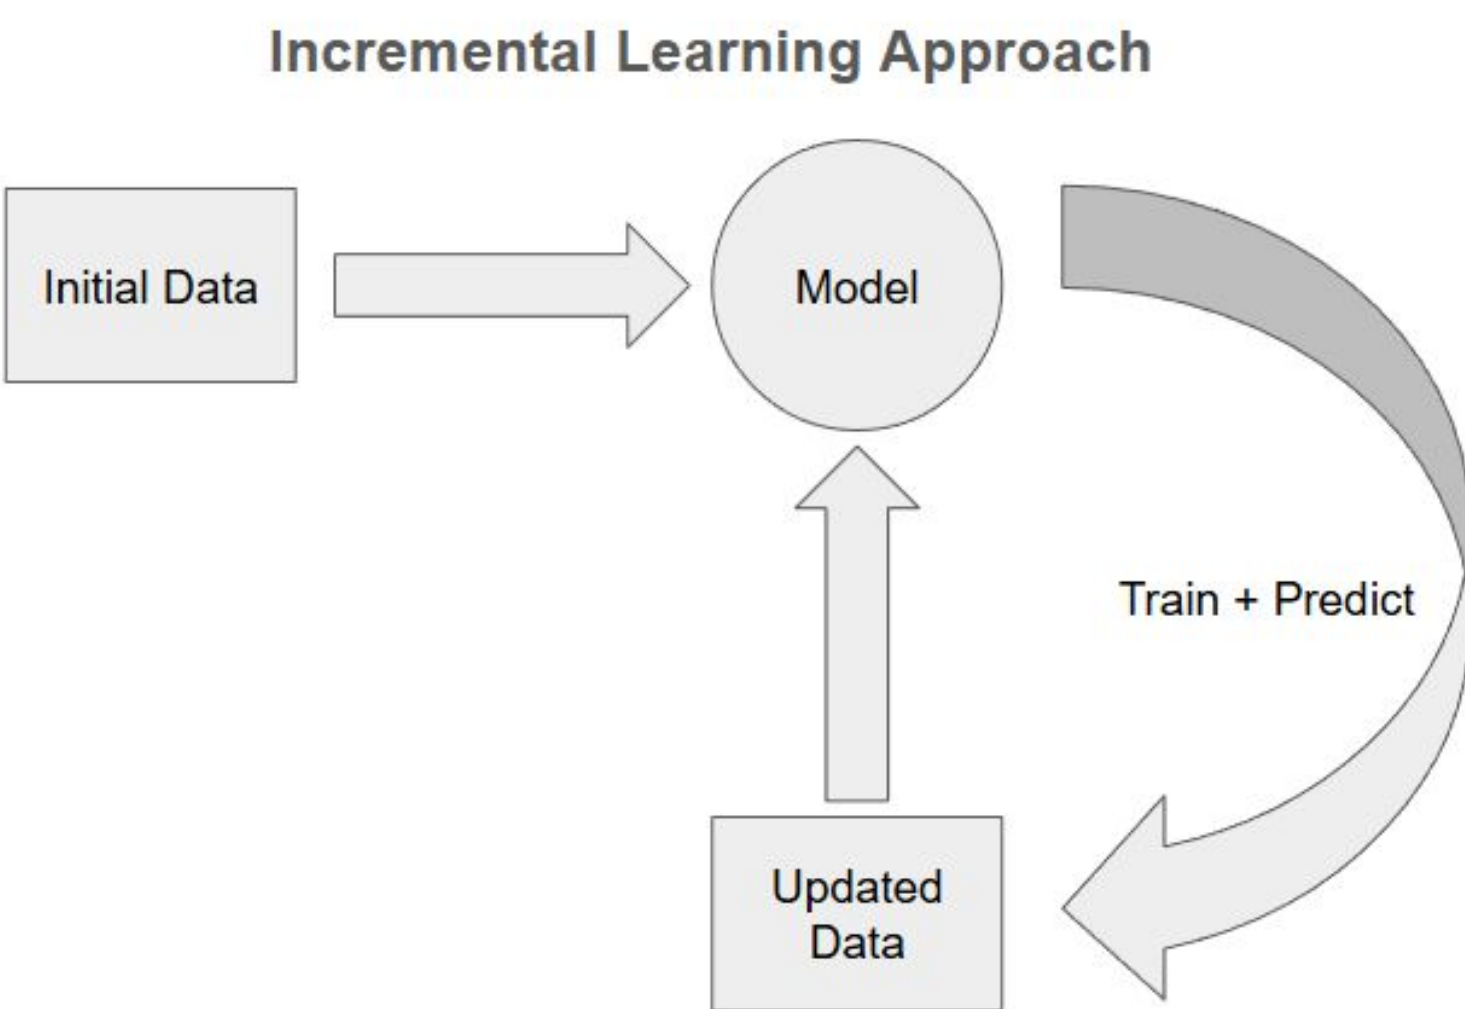 Incremental Learning Approach
Initial Data
Model
Train + Predict
Updated
Data